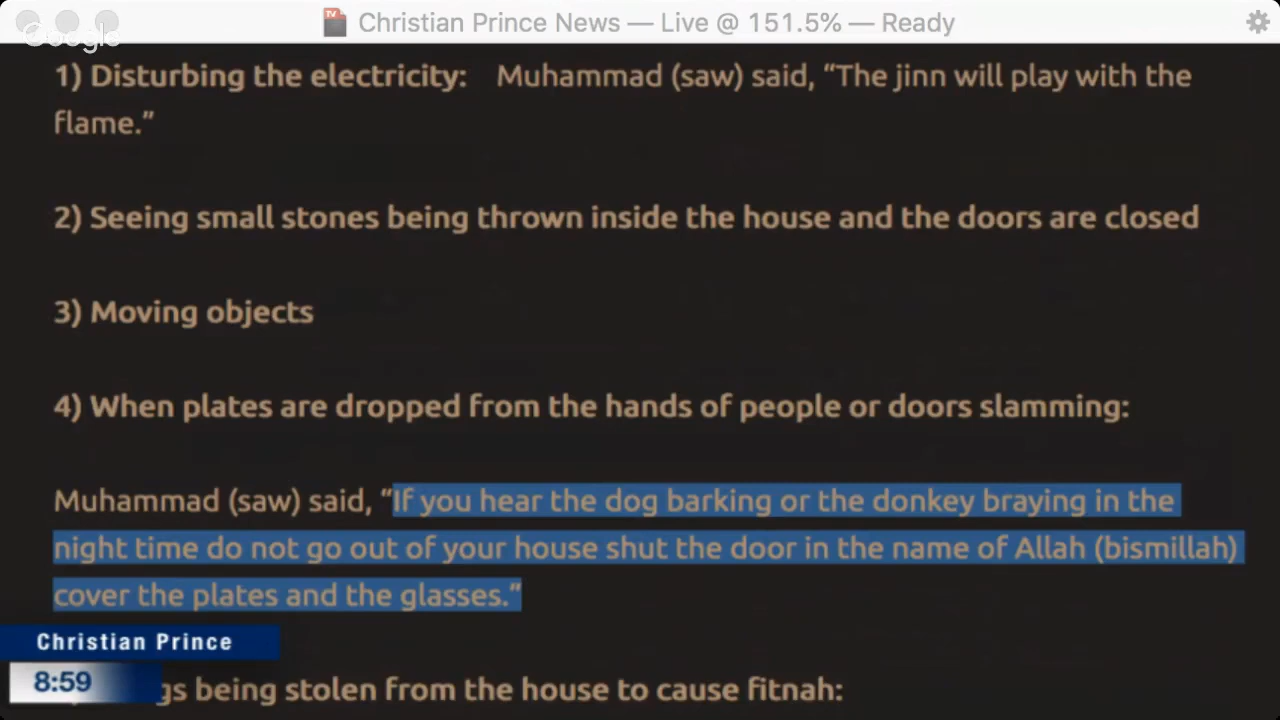 Christian Prince News — Live @ 151.5% — Ready
Google
1) Disturbing the electricity: Muhammad (saw) said, “The jinn will play with the
flame.”
2) Seeing small stones being thrown inside the house and the doors are closed
3) Moving objects
4) When plates are dropped from the hands of people or doors slamming:
Muhammad (saw) said, “If you hear the dog barking or the donkey braying in the
night time do not go out of your house shut the door in the name of Allah (bismillah)
cover the plates and the glasses.”
Christian Prince
8:59
being stolen from the house to cause fitnah: